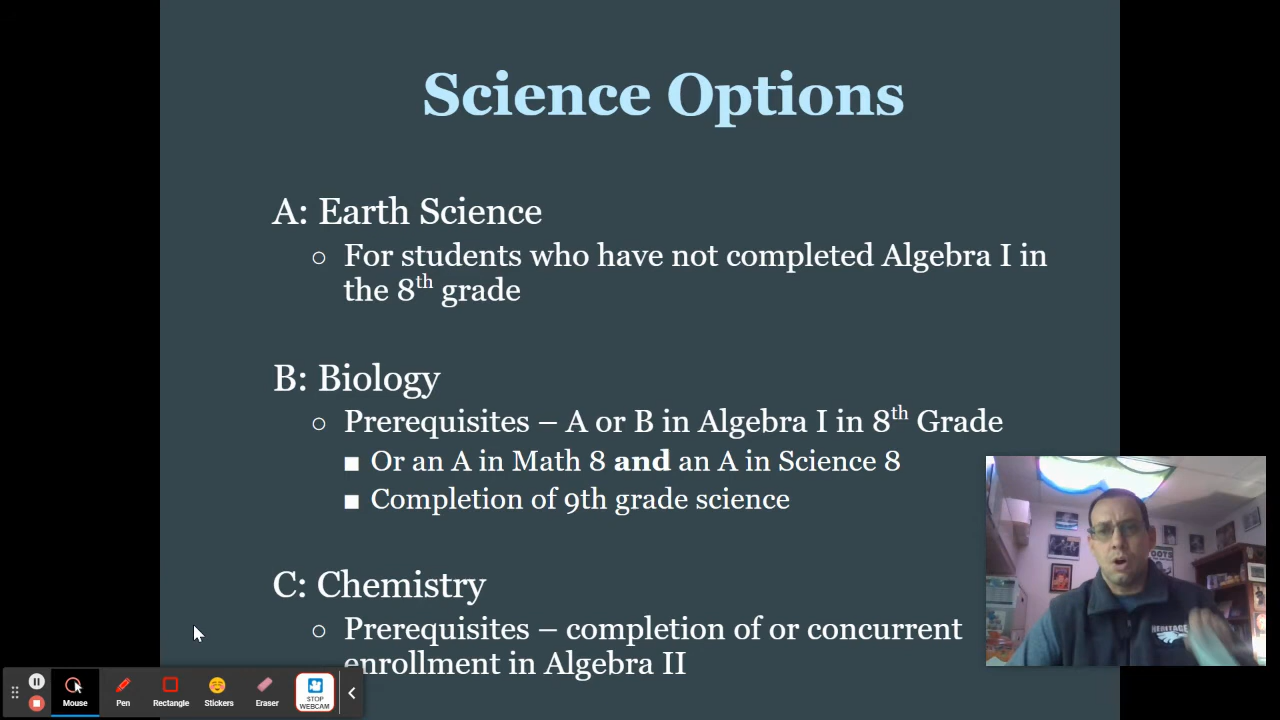 Science Options
A: Earth Science
○ For students who have not completed Algebra I in
the 8th grade
B: Biology
○ Prerequisites – A or B in Algebra I in 8th Grade
■ Or an A in Math 8 and an A in Science 8
■ Completion of 9th grade science
C: Chemistry
○ Prerequisites – completion of or concurrent
enrollment in Algebra II
HERITAGE
Mouse
Pen
Rectangle
Stickers
Eraser
STOP
WEBCAM